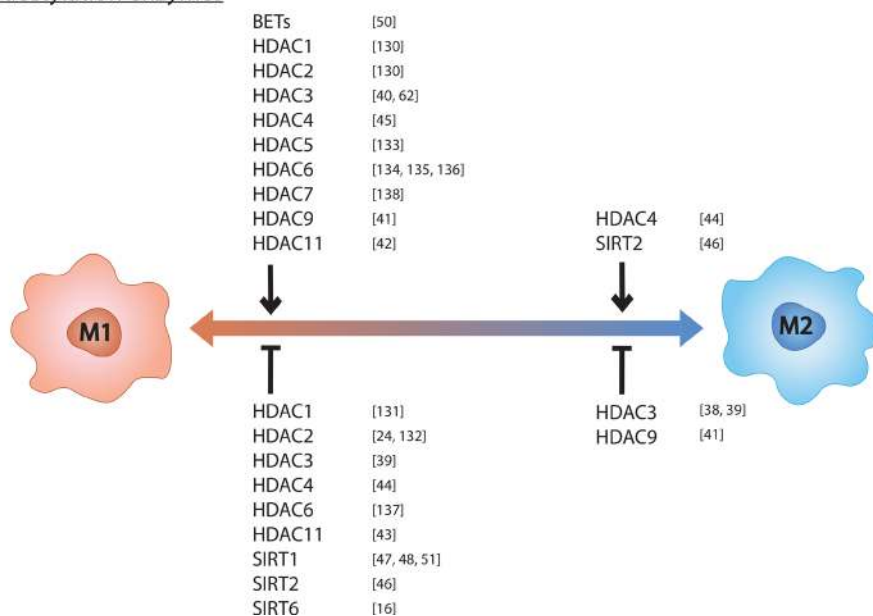 BETs [50]
HDAC1 [130]
HDAC2 [130]
HDAC3 [40, 62]
HDAC4 [45]
HDAC5 [133]
HDAC6 [134, 135, 136]
HDAC7 [138]
HDAC9 [41]
HDAC11 [42]
HDAC4 [44]
SIRT2 [46]
M1
M2
HDAC1 [131]
HDAC2 [24, 132]
HDAC3 [39]
HDAC4 [44]
HDAC6 [137]
HDAC11 [43]
SIRT1 [47, 48, 51]
SIRT2 [46]
SIRT6 [16]
HDAC3 [38, 39]
HDAC9 [41]